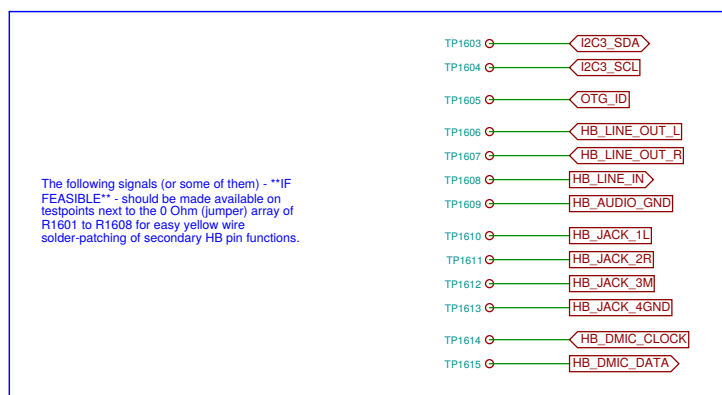 TP1603 I2C3_SDA
TP1604 I2C3_SCL
TP1605 OTG_ID
TP1606 HB_LINE_OUT_L
TP1607 HB_LINE_OUT_R
The following signals (or some of them) - **IF
FEASIBLE** - should be made available on
testpoints next to the 0 Ohm (jumper) array of
R1601 to R1608 for easy yellow wire
solder-patching of secondary HB pin functions.
TP1608 HB_LINE_IN
TP1609 HB_AUDIO_GND
TP1610 HB_JACK_1L
TP1611 HB_JACK_2R
TP1612 HB_JACK_3M
TP1613 HB_JACK_4GND
TP1614 HB_DMIC_CLOCK
TP1615 HB_DMIC_DATA